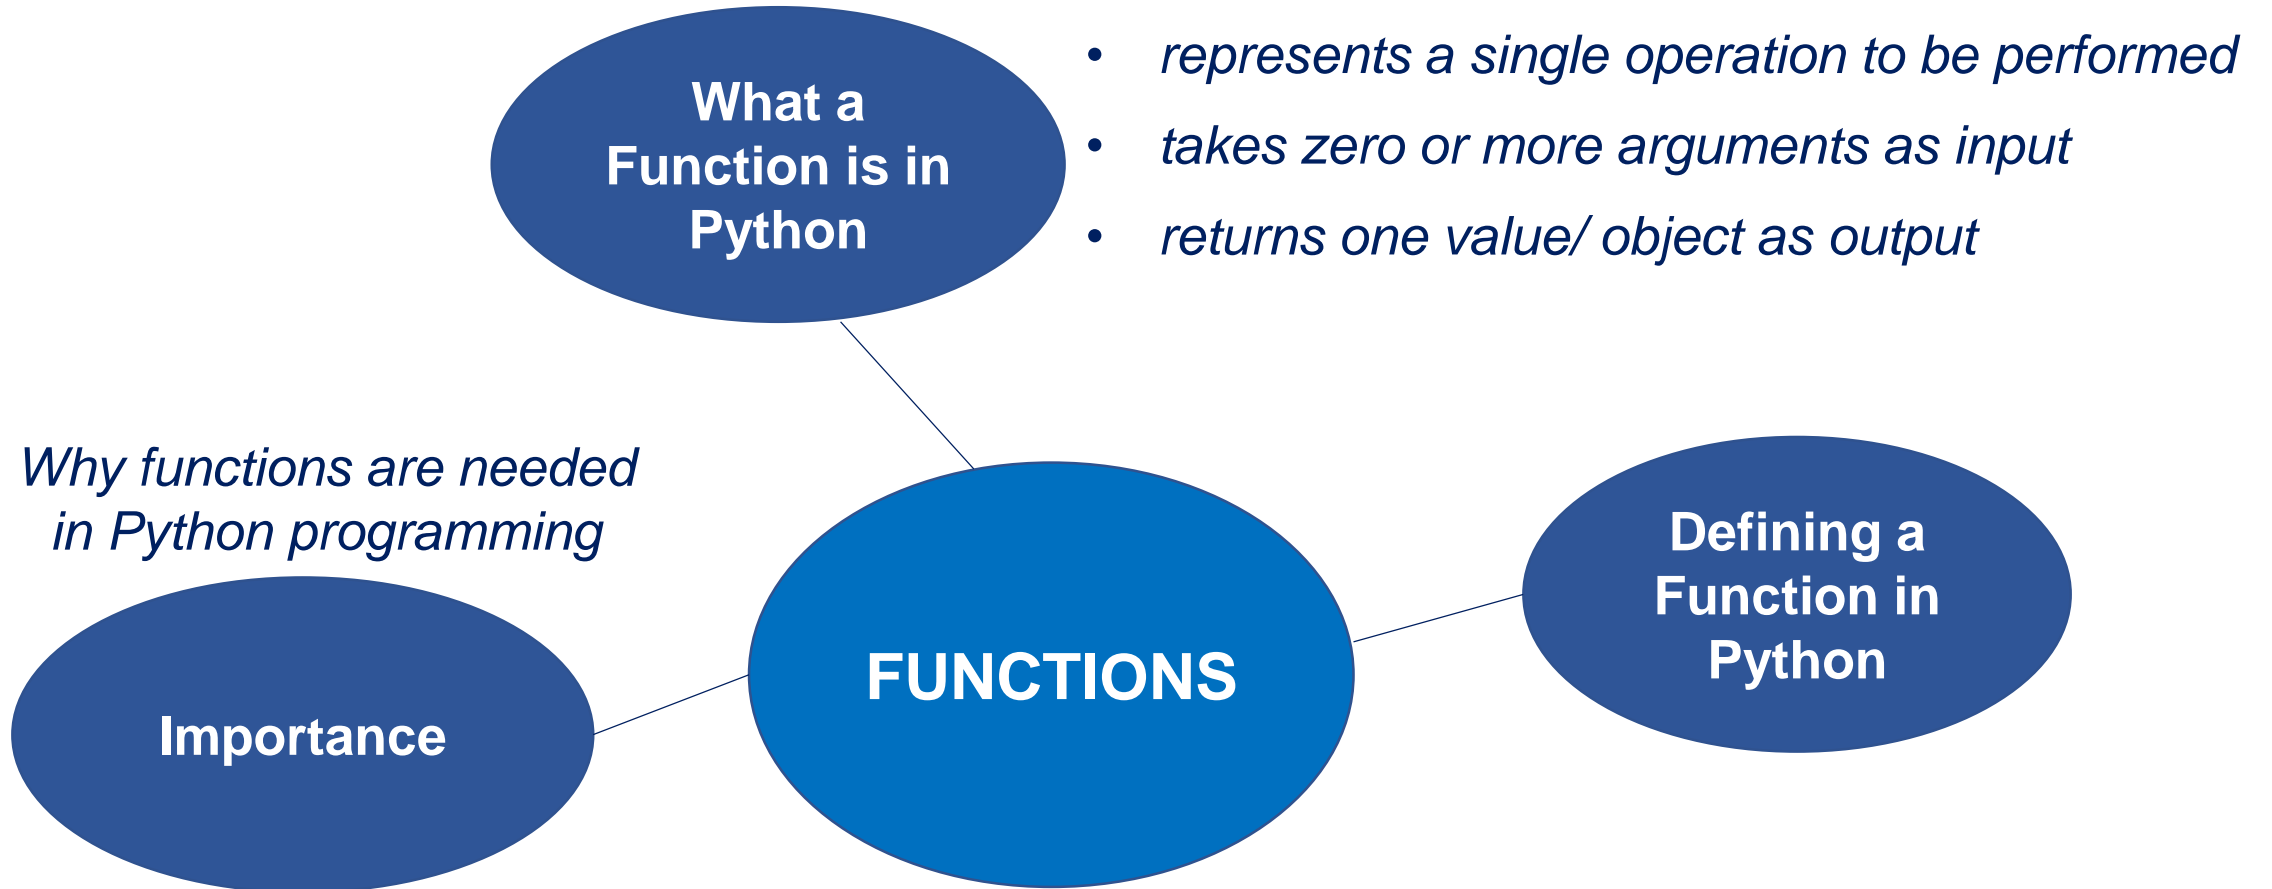 What a
Function is in
Python
• represents a single operation to be performed
• takes zero or more arguments as input
• returns one value/ object as output
Why functions are needed
in Python programming
Importance
FUNCTIONS
Defining a
Function in
Python